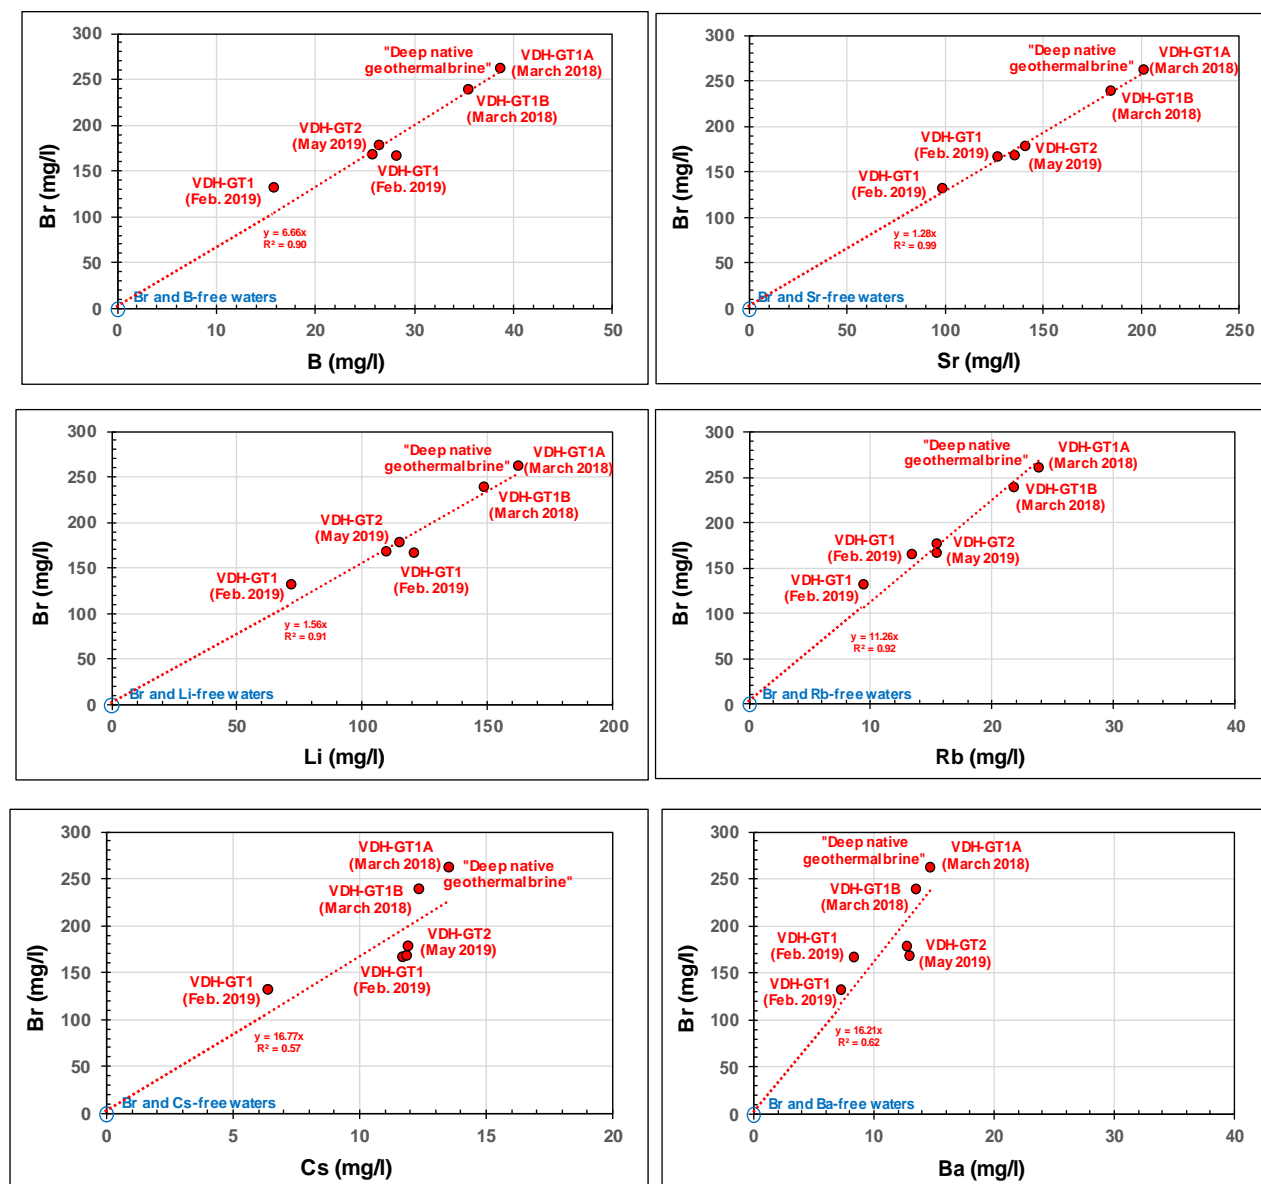 300
250
200
150
100
50
0
Br (mg/l)
"Deep native
geothermalbrine"
VDH-GT1A
(March 2018)
VDH-GT1B
(March 2018)
VDH-GT2
(May 2019)
VDH-GT1
(Feb. 2019)
VDH-GT1
(Feb. 2019)
y = 6.66x
R² = 0.90
Br and B-free waters
0 10 20 30 40 50
B (mg/l)
300
250
200
150
100
50
0
Br (mg/l)
"Deep native
geothermalbrine"
VDH-GT1A
(March 2018)
VDH-GT1B
(March 2018)
VDH-GT1
(Feb. 2019)
VDH-GT2
(May 2019)
VDH-GT1
(Feb. 2019)
y = 1.28x
R² = 0.99
Br and Sr-free waters
0 50 100 150 200 250
Sr (mg/l)
300
250
200
150
100
50
0
Br (mg/l)
"Deep native
geothermalbrine"
VDH-GT1A
(March 2018)
VDH-GT1B
(March 2018)
VDH-GT2
(May 2019)
VDH-GT1
(Feb. 2019)
VDH-GT1
(Feb. 2019)
y = 1.56x
R² = 0.91
Br and Li-free waters
0 50 100 150 200
Li (mg/l)
300
250
200
150
100
50
0
Br (mg/l)
"Deep native
geothermalbrine"
VDH-GT1A
(March 2018)
VDH-GT1B
(March 2018)
VDH-GT1
(Feb. 2019)
VDH-GT2
(May 2019)
VDH-GT1
(Feb. 2019)
y = 11.26x
R² = 0.92
Br and Rb-free waters
0 10 20 30 40
Rb (mg/l)
300
250
200
150
100
50
0
Br (mg/l)
VDH-GT1A
(March 2018)
"Deep native
geothermalbrine"
VDH-GT1B
(March 2018)
VDH-GT2
(May 2019)
VDH-GT1
(Feb. 2019)
VDH-GT1
(Feb. 2019)
y = 16.77x
R² = 0.57
Br and Cs-free waters
0 5 10 15 20
Cs (mg/l)
300
250
200
150
100
50
0
Br (mg/l)
"Deep native
geothermalbrine"
VDH-GT1A
(March 2018)
VDH-GT1B
(March 2018)
VDH-GT1
(Feb. 2019)
VDH-GT2
(May 2019)
VDH-GT1
(Feb. 2019)
y = 16.21x
R² = 0.62
Br and Ba-free waters
0 10 20 30 40
Ba (mg/l)